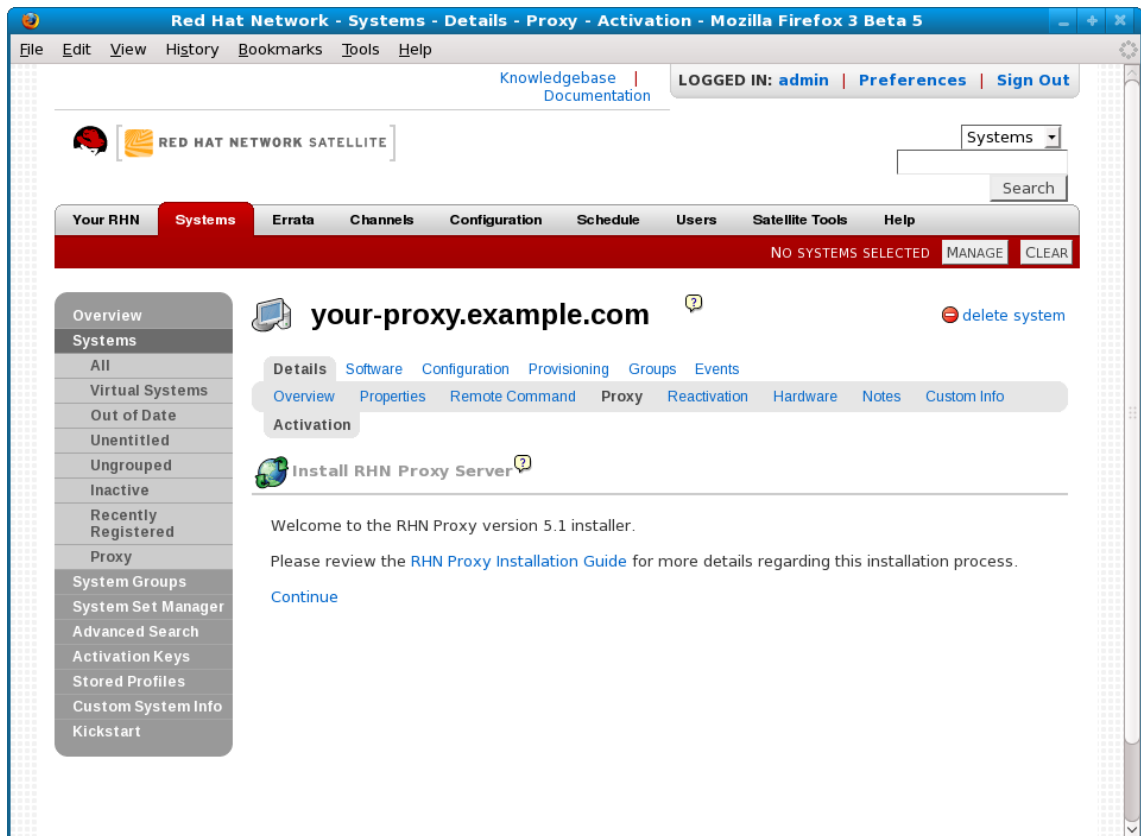 Red Hat Network - Systems - Details - Proxy - Activation - Mozilla Firefox 3 Beta 5
File Edit View History Bookmarks Tools Help
Knowledgebase |
Documentation
LOGGED IN: admin | Preferences | Sign Out
RED HAT NETWORK SATELLITE
Systems
Search
Your RHN Systems Errata Channels Configuration Schedule Users Satellite Tools Help
NO SYSTEMS SELECTED MANAGE CLEAR
Overview
Systems
All
Virtual Systems
Out of Date
Unentitled
Ungrouped
Inactive
Recently
Registered
Proxy
System Groups
System Set Manager
Advanced Search
Activation Keys
Stored Profiles
Custom System Info
Kickstart
your-proxy.example.com ?
delete system
Details Software Configuration Provisioning Groups Events
Overview Properties Remote Command Proxy Reactivation Hardware Notes Custom Info
Activation
Install RHN Proxy Server ?
Welcome to the RHN Proxy version 5.1 installer.
Please review the RHN Proxy Installation Guide for more details regarding this installation process.
Continue